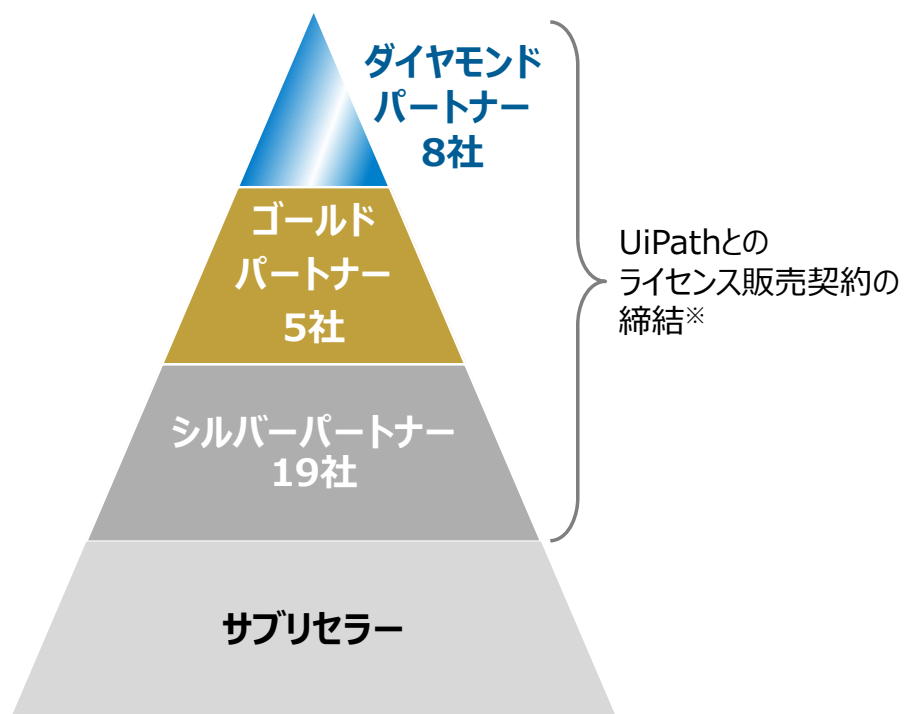 ダイヤモンド
パートナー
8社
ゴールド
パートナー
5社
シルバーパートナー
19社
サブリセラー
UiPathとの
ライセンス販売契約の
締結※